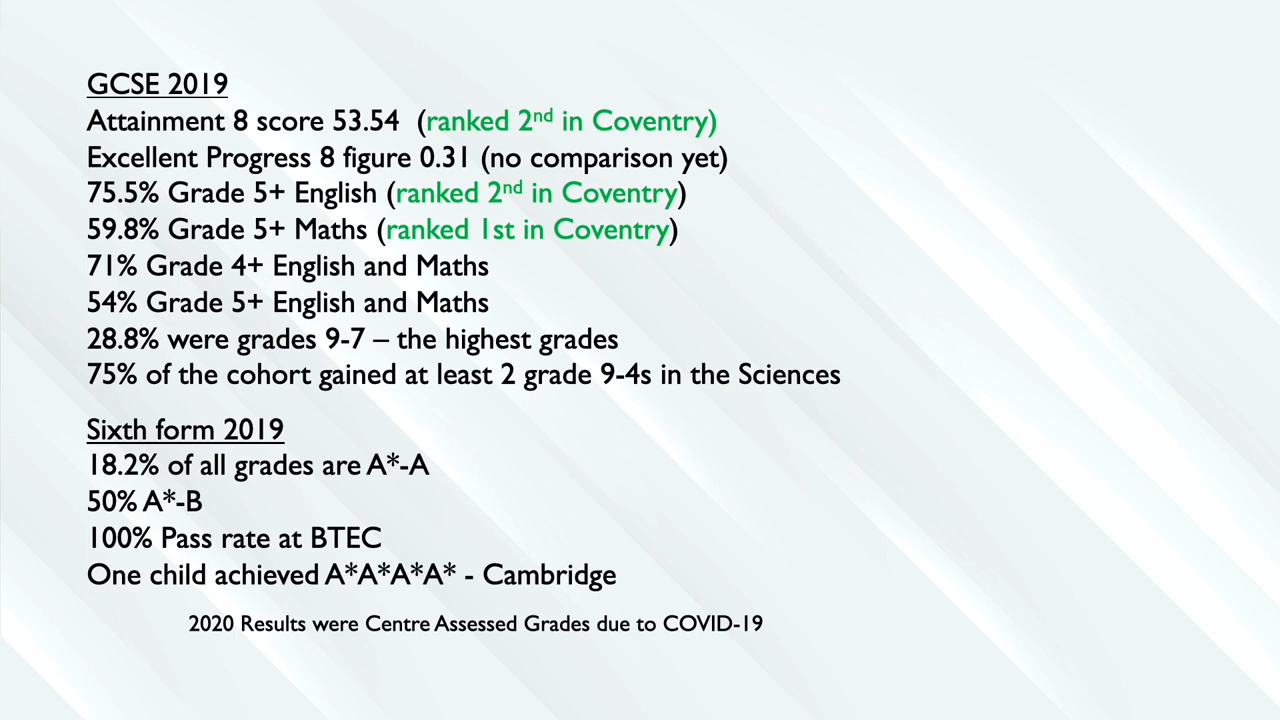 GCSE 2019
Attainment 8 score 53.54 (ranked 2nd in Coventry)
Excellent Progress 8 figure 0.31 (no comparison yet)
75.5% Grade 5+ English (ranked 2nd in Coventry)
59.8% Grade 5+ Maths (ranked 1st in Coventry)
71% Grade 4+ English and Maths
54% Grade 5+ English and Maths
28.8% were grades 9-7 – the highest grades
75% of the cohort gained at least 2 grade 9-4s in the Sciences
Sixth form 2019
18.2% of all grades are A*-A
50% A*-B
100% Pass rate at BTEC
One child achieved A*A*A*A* - Cambridge
2020 Results were Centre Assessed Grades due to COVID-19